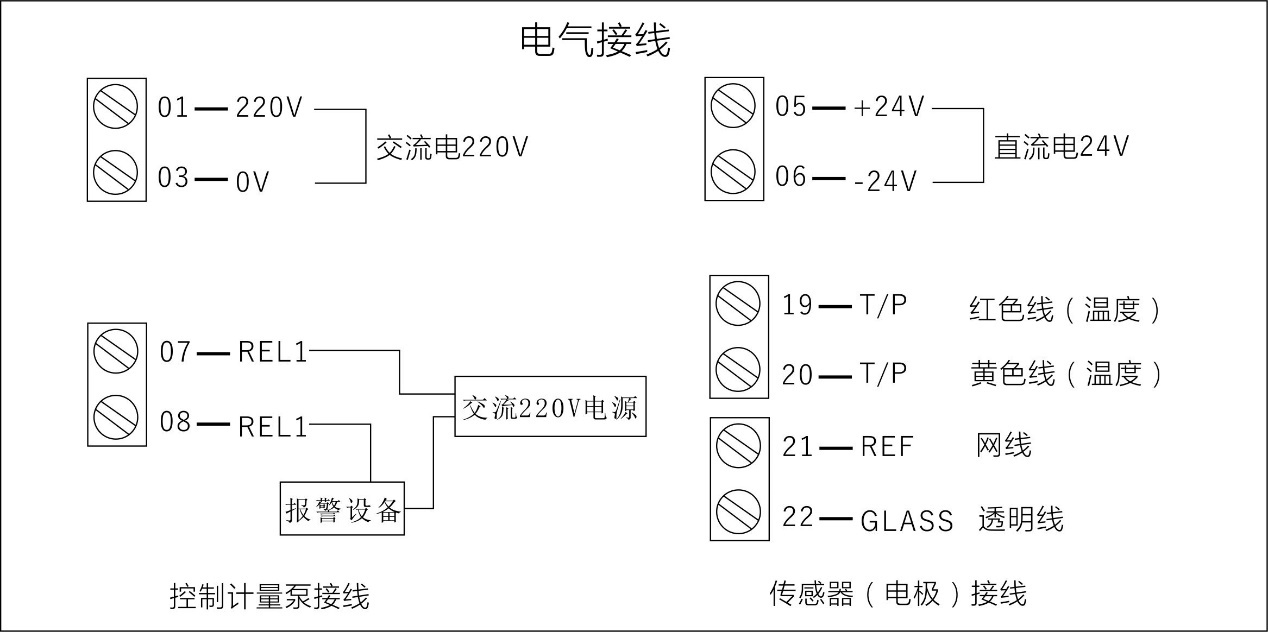 电气接线
01 — 220V
交流电220V
03 — 0V
05 — +24V
直流电24V
06 — -24V
07 — REL1
08 — REL1
交流220V电源
报警设备
控制计量泵接线
19 — T/P 红色线（温度）
20 — T/P 黄色线（温度）
21 — REF 网线
22 — GLASS 透明线
传感器（电极）接线